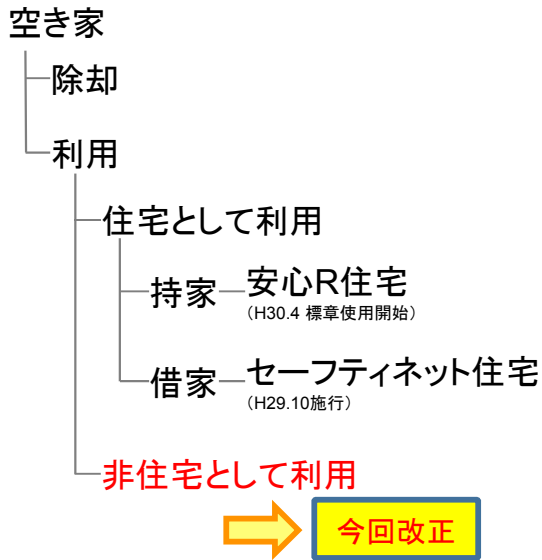 空き家
除却
利用
住宅として利用
持家
安心R住宅
（H30.4 標章使用開始）
借家
セーフティネット住宅
（H29.10施行）
非住宅として利用
今回改正